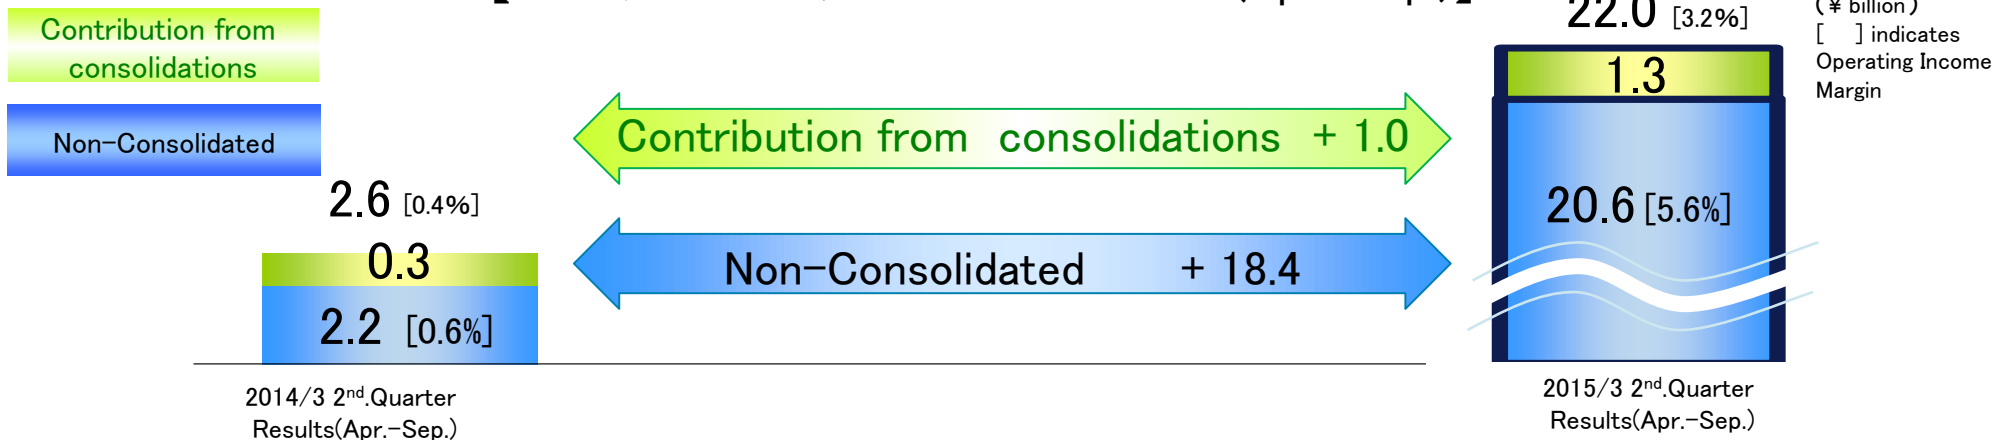 22.0 [3.2%]
(¥ billion)
[ ] indicates
Operating Income
Margin
Contribution from
consolidations
Non-Consolidated
Contribution from consolidations + 1.0
Non-Consolidated + 18.4
2.6 [0.4%]
0.3
2.2 [0.6%]
1.3
20.6 [5.6%]
2014/3 2nd.Quarter
Results(Apr.-Sep.)
2015/3 2nd.Quarter
Results(Apr.-Sep.)